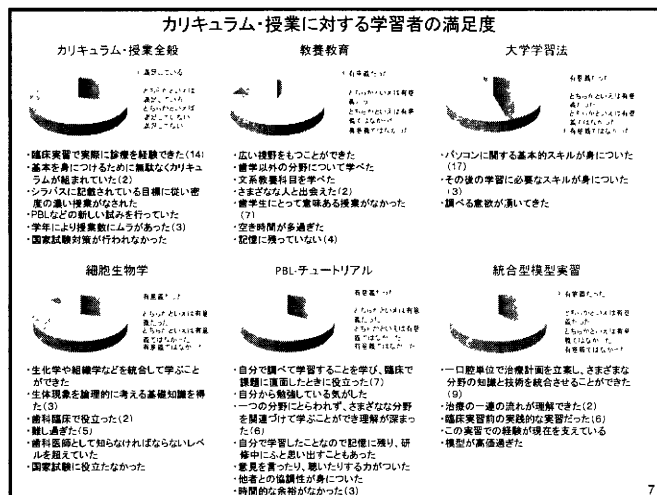 カリキュラム・授業に対する学習者の満足度
カリキュラム・授業全般
・臨床実習で実際に診療を経験できた(14)
・基本を身につけるために無駄なくカリキュ
ラムが組まれていた(2)
・シラバスに記載されている目標に従い密
度の濃い授業がなされた
・PBLなどの新しい試みを行っていた
・学年により授業数にムラがあった(3)
・国家試験対策が行われなかった
教養教育
・広い視野をもつことができた
・歯学以外の分野について学べた
・文系教養科目を学べた
・さまざまな人と出会えた(2)
・歯学生にとって意味ある授業がなかった
(7)
・空き時間が多過ぎた
・記憶に残っていない(4)
大学学習法
・パソコンに関する基本的スキルが身についた
(17)
・その後の学習に必要なスキルが身についた
(3)
・調べる意欲が湧いてきた
細胞生物学
・生化学や組織学などを統合して学ぶこと
ができた
・生体現象を論理的に考える基礎知識を得
た(3)
・歯科臨床で役立った(2)
・難し過ぎた(5)
・歯科医師として知らなければならないレベ
ルを超えていた
・国家試験に役立たなかった
PBL-チュートリアル
・自分で調べて学習することを学び、臨床で
課題に直面したときに役立った(7)
・自分から勉強している気がした
・一つの分野にとらわれず、さまざまな分野
を関連づけて学ぶことができ理解が深まっ
た(6)
・自分で学習したことなので記憶に残り、研
修中にふと思い出すこともあった
・意見を言ったり、聴いたりする力がついた
・他者との協調性が身についた
・時間的な余裕がなかった(3)
統合型模型実習
・一口腔単位で治療計画を立案し、さまざまな
分野の知識と技術を統合させることができた
(9)
・治療の一連の流れが理解できた(2)
・臨床実習前の実践的な実習だった(6)
・この実習での経験が現在を支えている
・模型が高価過ぎた
7